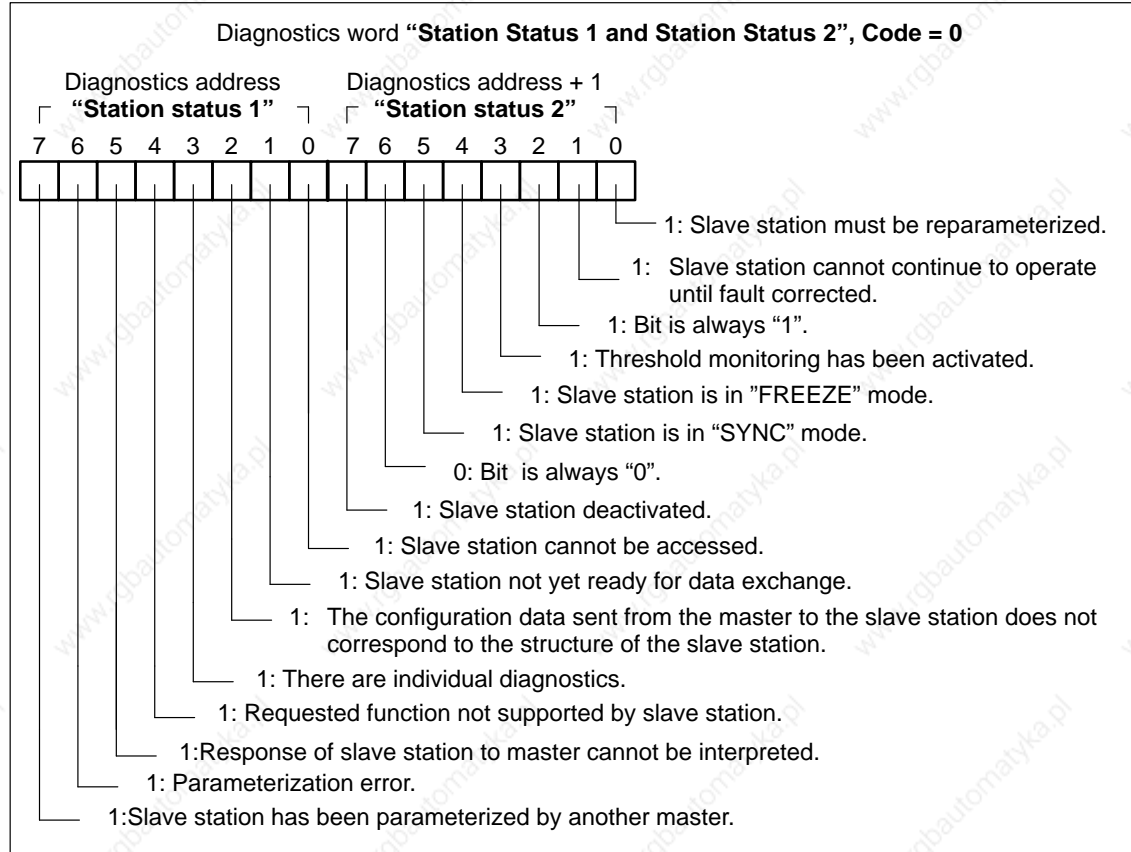 Diagnostics word “Station Status 1 and Station Status 2”, Code = 0
Diagnostics address
“Station status 1”
Diagnostics address + 1
“Station status 2”
7 6 5 4 3 2 1 0 7 6 5 4 3 2 1 0
1: Slave station must be reparameterized.
1: Slave station cannot continue to operate
until fault corrected.
1: Bit is always “1”.
1: Threshold monitoring has been activated.
1: Slave station is in ”FREEZE” mode.
1: Slave station is in “SYNC” mode.
0: Bit is always “0”.
1: Slave station deactivated.
1: Slave station cannot be accessed.
1: Slave station not yet ready for data exchange.
1: The configuration data sent from the master to the slave station does not
correspond to the structure of the slave station.
1: There are individual diagnostics.
1: Requested function not supported by slave station.
1:Response of slave station to master cannot be interpreted.
1: Parameterization error.
1:Slave station has been parameterized by another master.
www.rgbautomatyka.pl